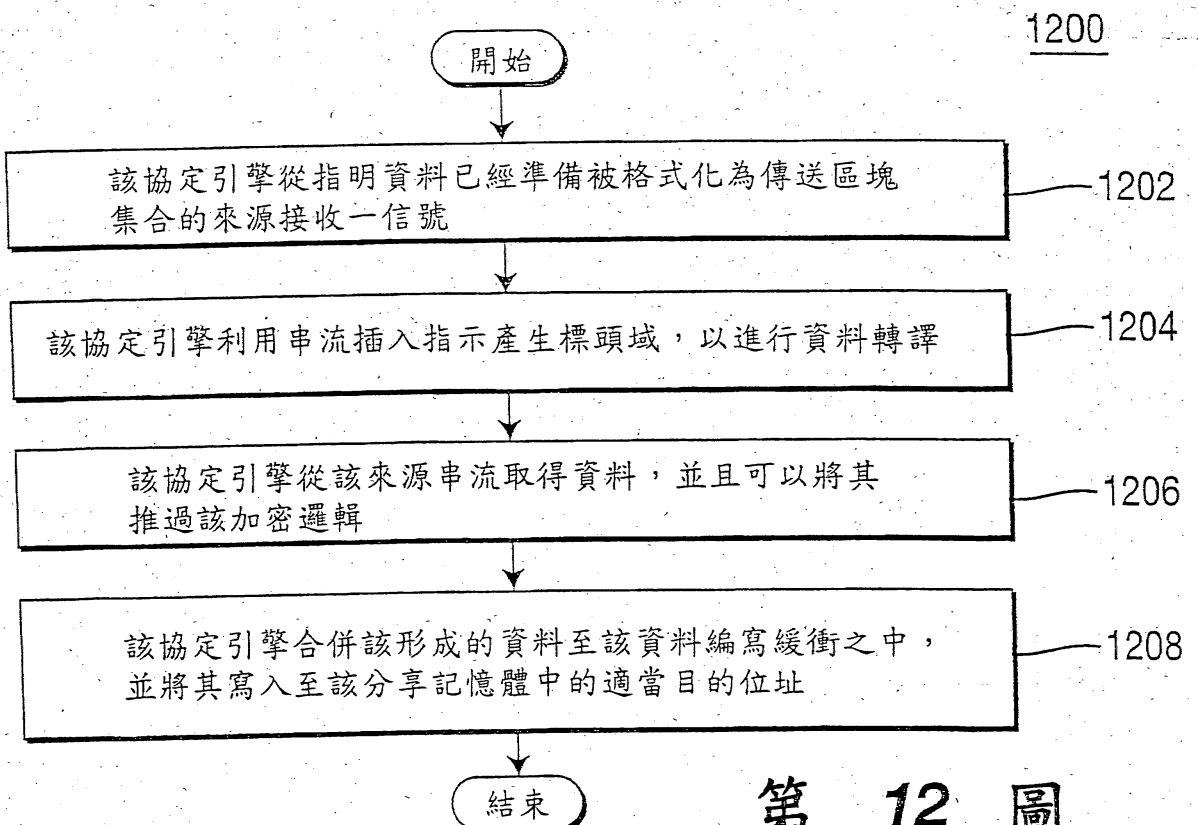 1200
開始
該協定引擎從指明資料已經準備被格式化為傳送區塊
集合的來源接收一信號
1202
該協定引擎利用串流插入指示產生標頭域，以進行資料轉譯
1204
該協定引擎從該來源串流取得資料，並且可以將其
推過該加密邏輯
1206
該協定引擎合併該形成的資料至該資料編寫緩衝之中，
並將其寫入至該分享記憶體中的適當目的位址
1208
結束
第 12 圖